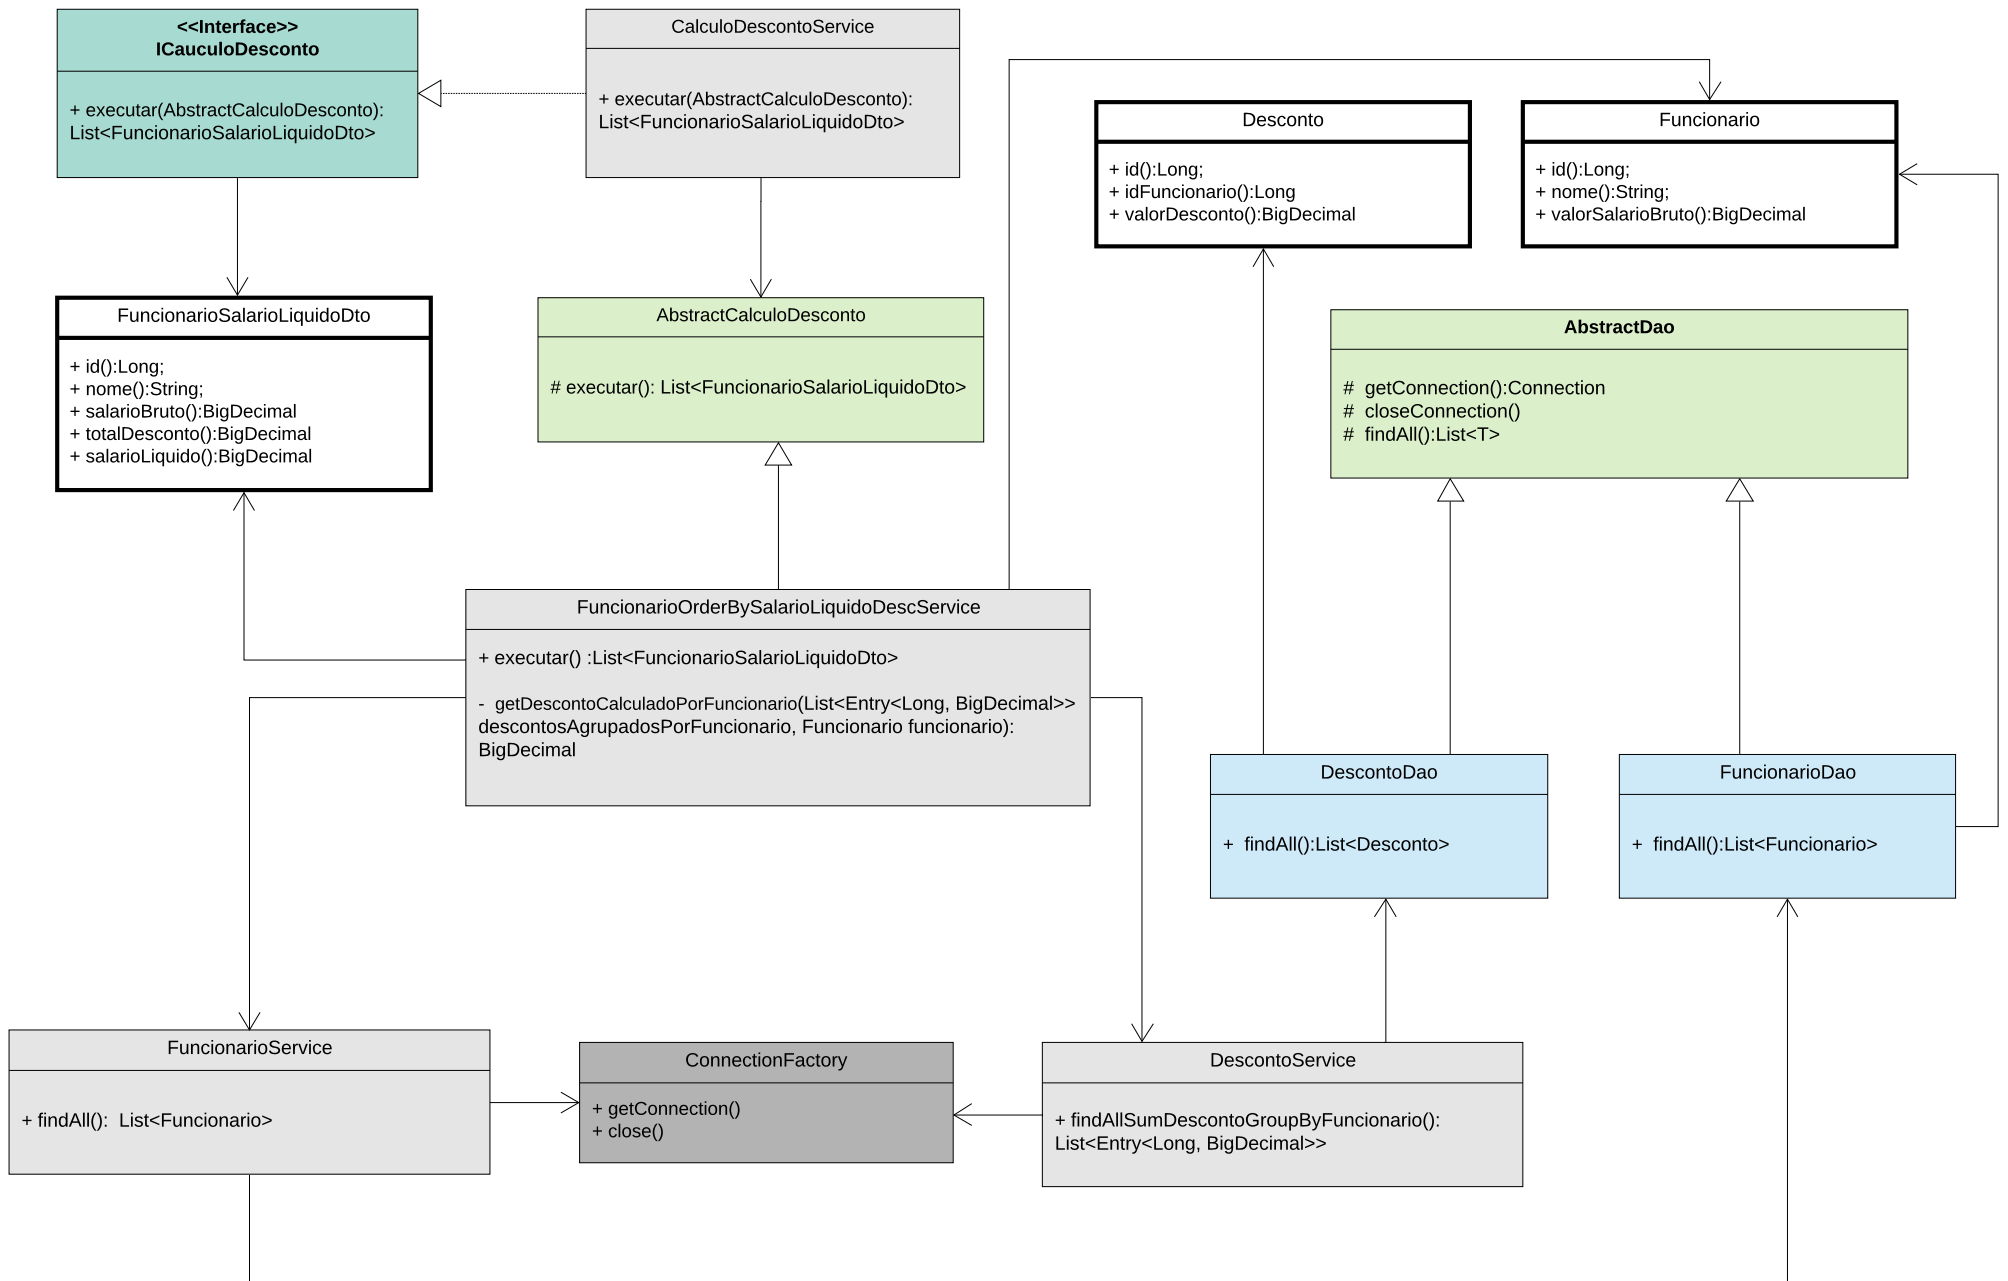 <<Interface>>
ICauculoDesconto
+ executar(AbstractCalculoDesconto):
List<FuncionarioSalarioLiquidoDto>
CalculoDescontoService
+ executar(AbstractCalculoDesconto):
List<FuncionarioSalarioLiquidoDto>
Desconto
+ id():Long;
+ idFuncionario():Long
+ valorDesconto():BigDecimal
Funcionario
+ id():Long;
+ nome():String;
+ valorSalarioBruto():BigDecimal
FuncionarioSalarioLiquidoDto
+ id():Long;
+ nome():String;
+ salarioBruto():BigDecimal
+ totalDesconto():BigDecimal
+ salarioLiquido():BigDecimal
AbstractCalculoDesconto
# executar(): List<FuncionarioSalarioLiquidoDto>
AbstractDao
# getConnection():Connection
# closeConnection()
# findAll():List<T>
FuncionarioOrderBySalarioLiquidoDescService
+ executar() :List<FuncionarioSalarioLiquidoDto>
- getDescontoCalculadoPorFuncionario(List<Entry<Long, BigDecimal>>
descontosAgrupadosPorFuncionario, Funcionario funcionario):
BigDecimal
DescontoDao
+ findAll():List<Desconto>
FuncionarioDao
+ findAll():List<Funcionario>
FuncionarioService
+ findAll(): List<Funcionario>
ConnectionFactory
+ getConnection()
+ close()
DescontoService
+ findAllSumDescontoGroupByFuncionario():
List<Entry<Long, BigDecimal>>